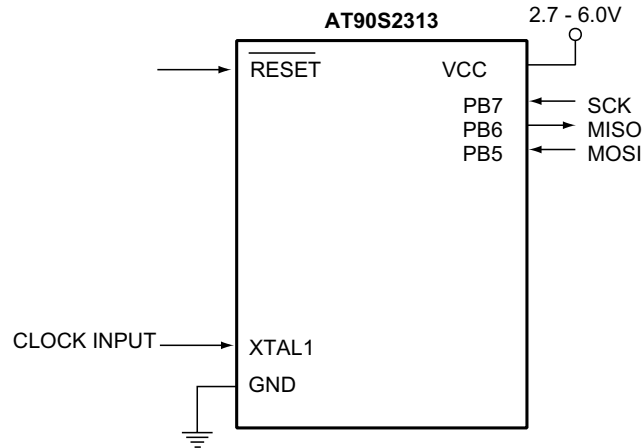 AT90S2313
2.7 - 6.0V
RESET
VCC
PB7
SCK
PB6
MISO
PB5
MOSI
CLOCK INPUT
XTAL1
GND